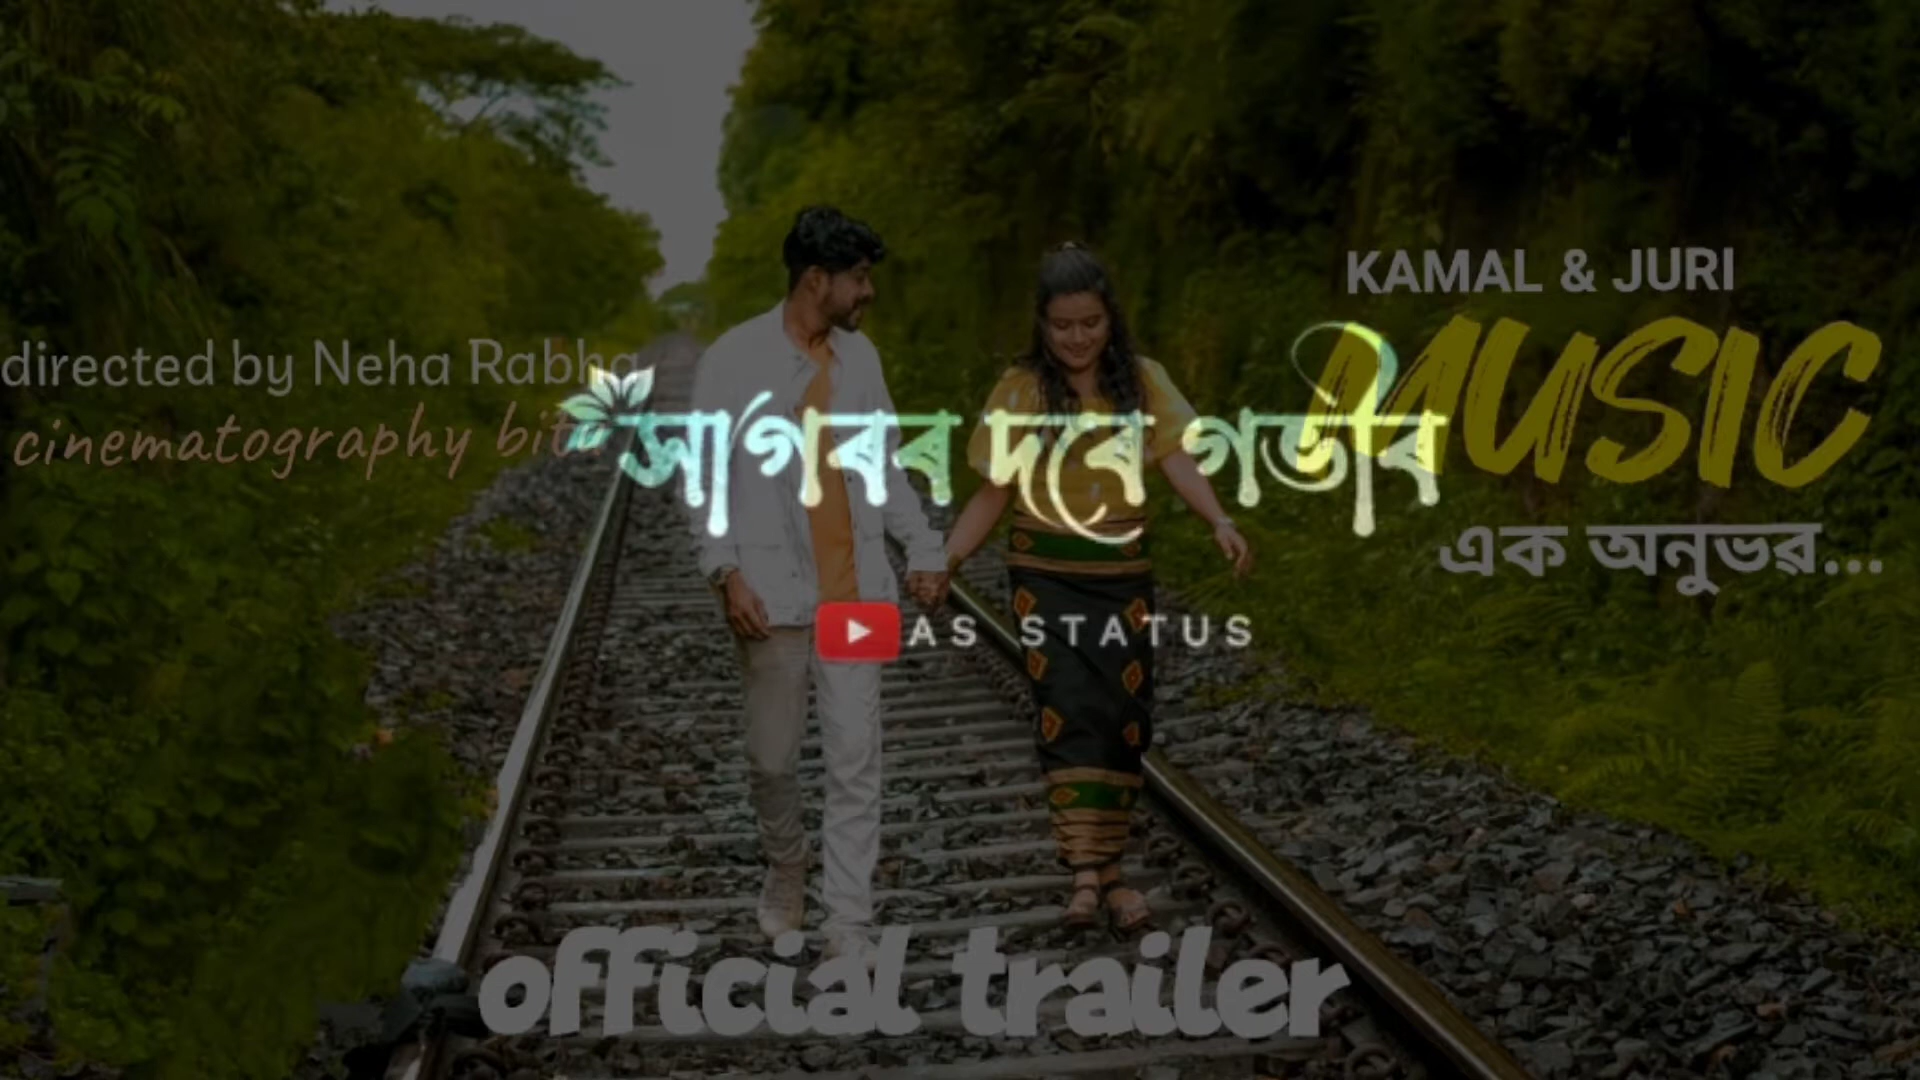 KAMAL & JURI
MUSIC
এক অনুভৱ...
directed by Neha Rabha
cinematography
সাগৰৰ দৰে গভীৰ
AS STATUS
official trailer